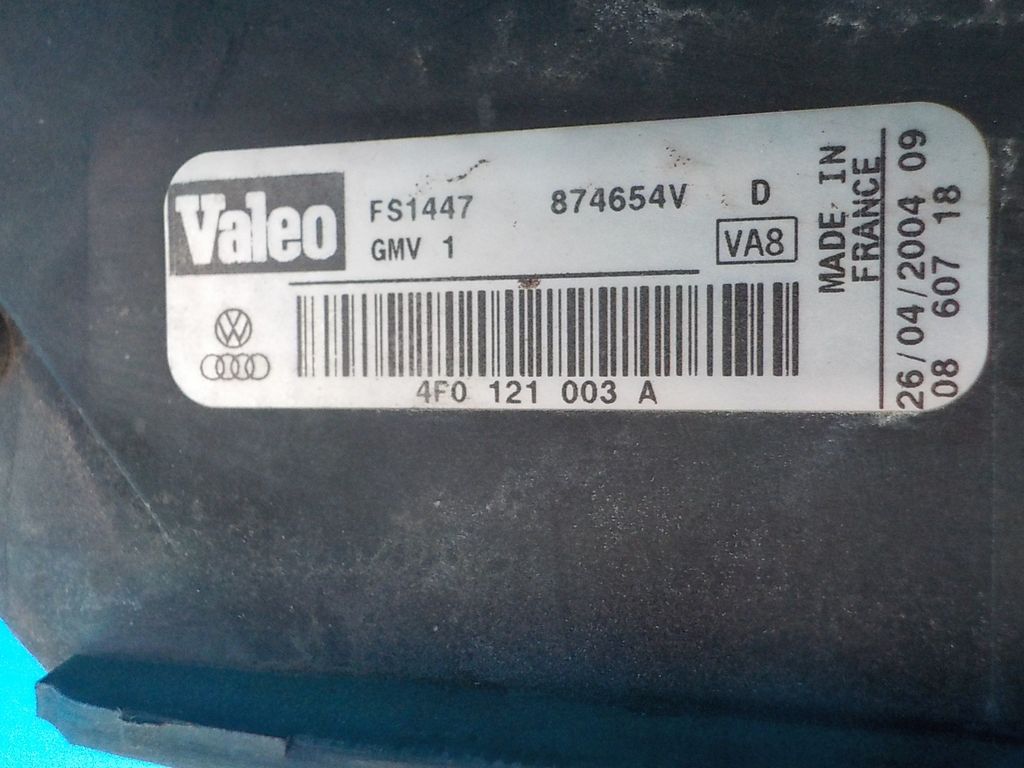 Valeo
FS1447 874654V D
GMV 1 VA8
4F0 121 003 A
MADE IN
FRANCE
26/04/2004 09
08 607 18